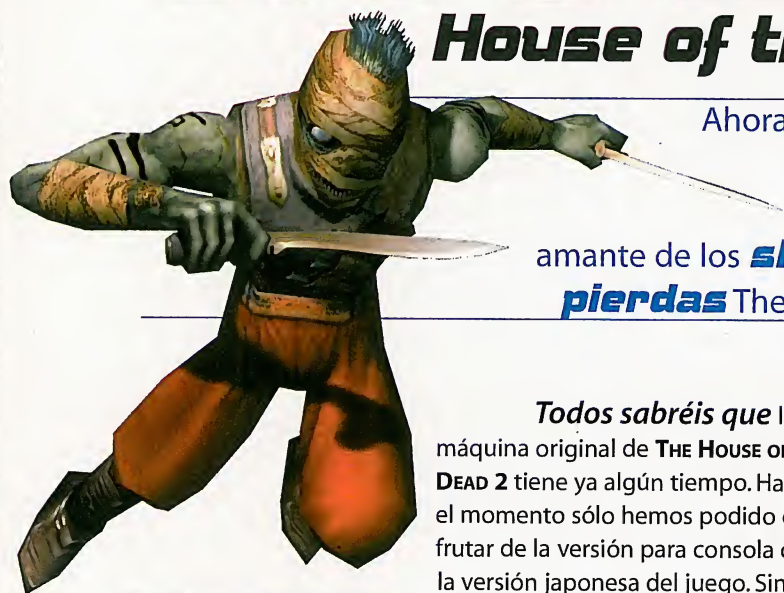 House of t
Ahora
amante de los
pierdas The
Todos sabréis que
máquina original de THE HOUSE
DEAD 2 tiene ya algún tiempo. Ha
el momento sólo hemos podido
frutar de la versión para consola
la versión japonesa del juego. Sin